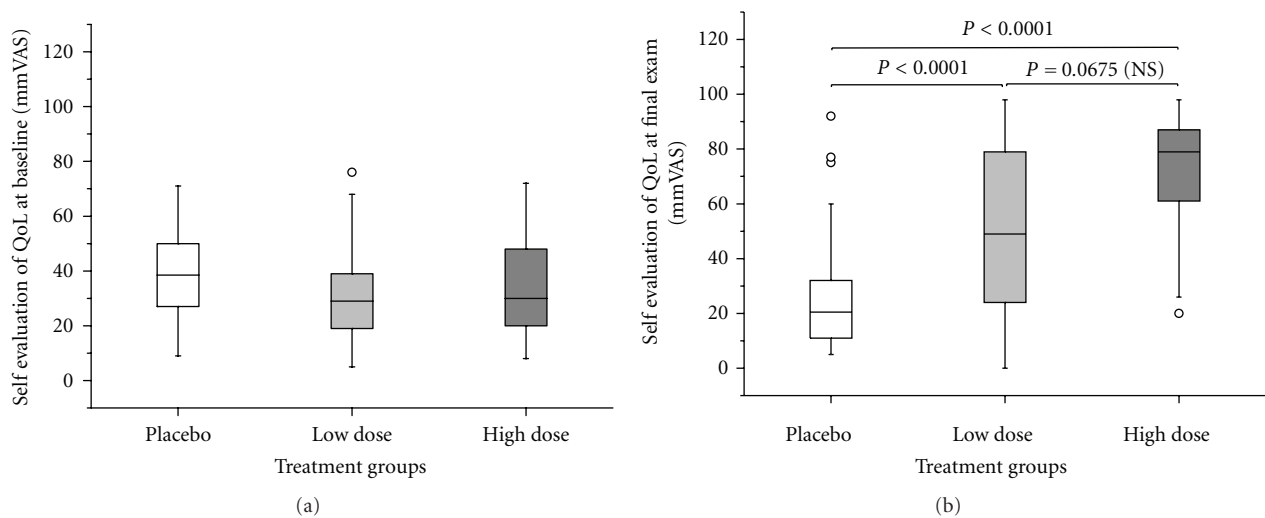 Self evaluation of QoL at baseline (mmVAS)
120
100
80
60
40
20
0
Placebo
Low dose
High dose
Treatment groups
(a)
Self evaluation of QoL at final exam
(mmVAS)
120
100
80
60
40
20
0
P < 0.0001
P < 0.0001
P = 0.0675 (NS)
Placebo
Low dose
High dose
Treatment groups
(b)